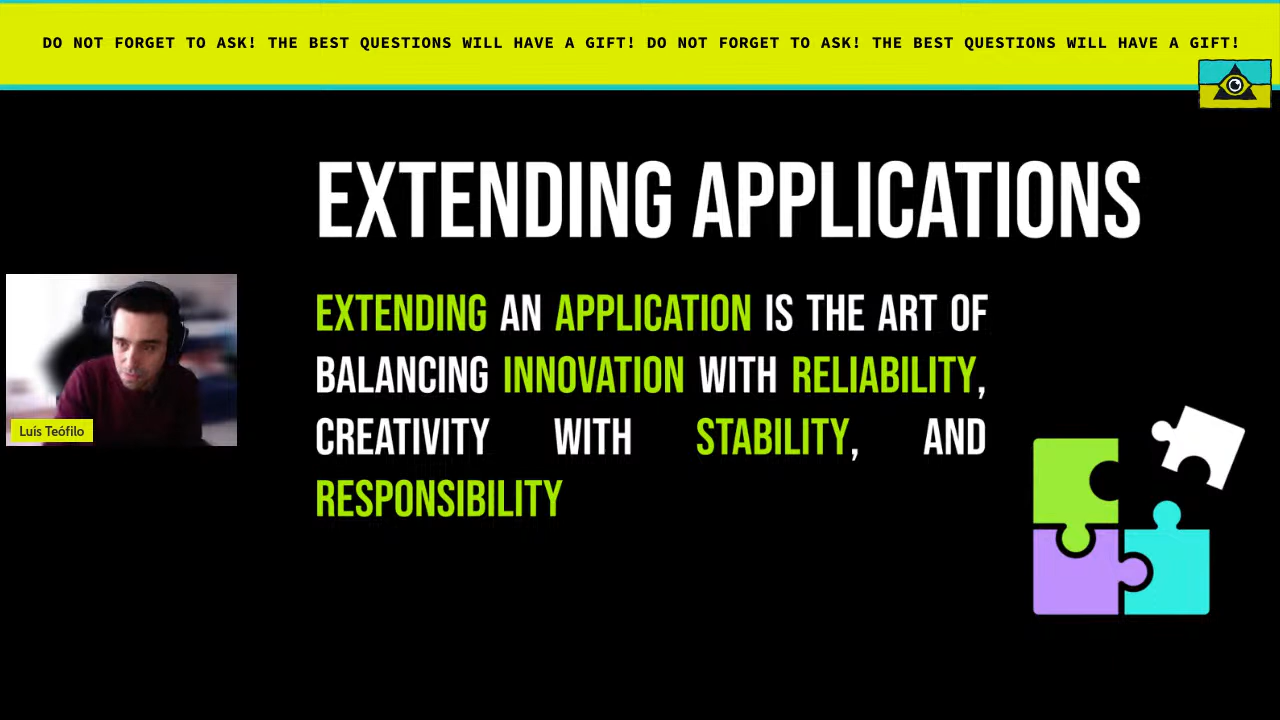 DO NOT FORGET TO ASK! THE BEST QUESTIONS WILL HAVE A GIFT! DO NOT FORGET TO ASK! THE BEST QUESTIONS WILL HAVE A GIFT!
EXTENDING APPLICATIONS
EXTENDING AN APPLICATION IS THE ART OF
BALANCING INNOVATION WITH RELIABILITY,
CREATIVITY WITH STABILITY, AND
RESPONSIBILITY
Luís Teófilo